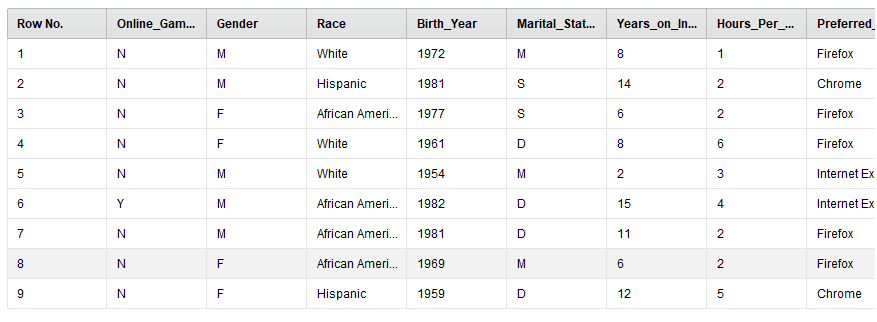 Row No. Online_Gam... Gender Race Birth_Year Marital_Stat... Years_on_In... Hours_Per_... Preferred_
1 N M White 1972 M 8 1 Firefox
2 N M Hispanic 1981 S 14 2 Chrome
3 N F African Ameri... 1977 S 6 2 Firefox
4 N F White 1961 D 8 6 Firefox
5 N M White 1954 M 2 3 Internet Ex
6 Y M African Ameri... 1982 D 15 4 Internet Ex
7 N M African Ameri... 1981 D 11 2 Firefox
8 N F African Ameri... 1969 M 6 2 Firefox
9 N F Hispanic 1959 D 12 5 Chrome